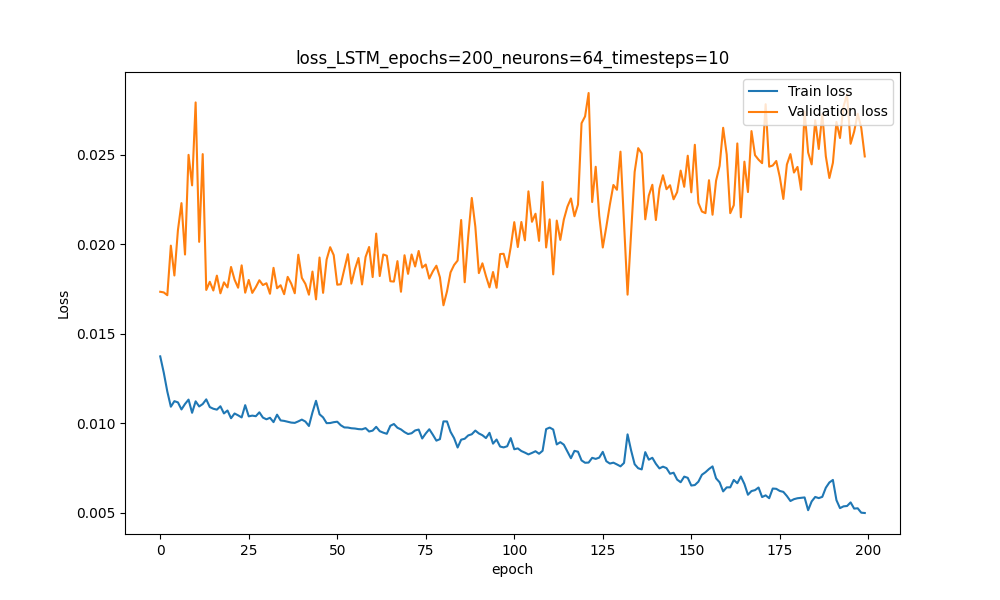 loss_LSTM_epochs=200_neurons=64_timesteps=10
Train loss
Validation loss
0.025
0.020
0.015
0.010
0.005
Loss
0 25 50 75 100 125 150 175 200
epoch